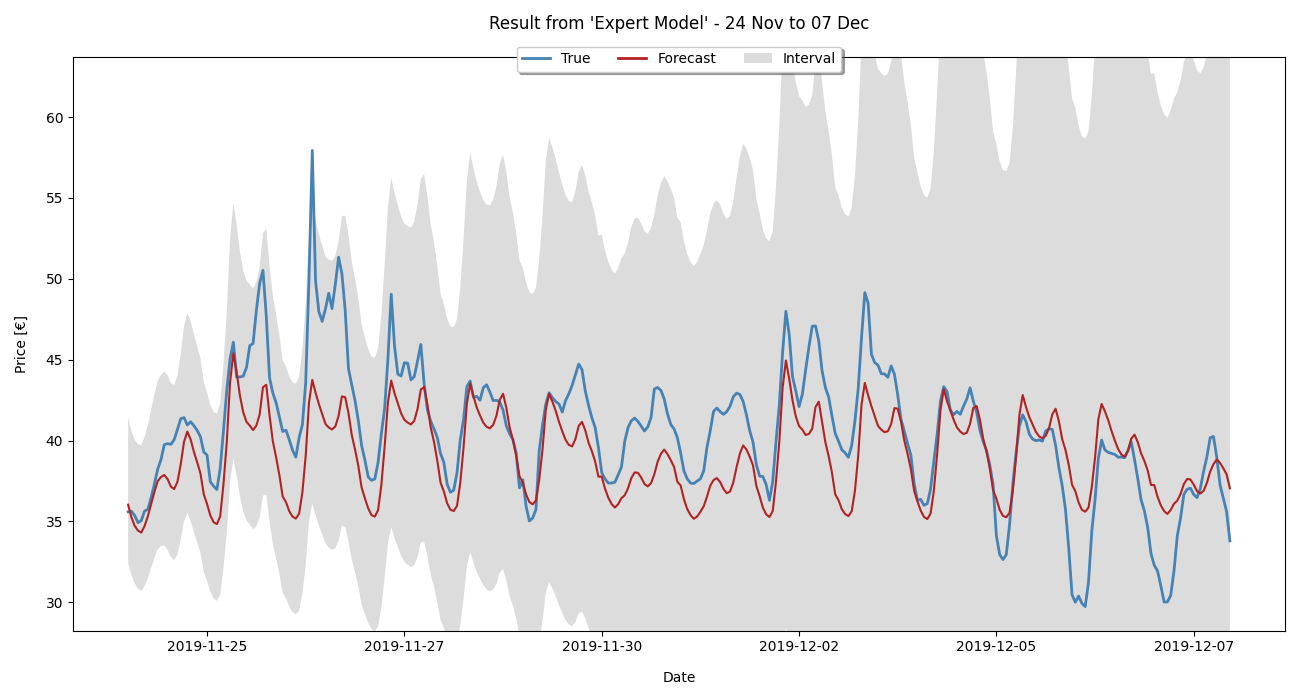 Result from 'Expert Model' - 24 Nov to 07 Dec
True Forecast Interval
60
55
50
45
40
35
30
Price [€]
2019-11-25 2019-11-27 2019-11-30 2019-12-02 2019-12-05 2019-12-07
Date